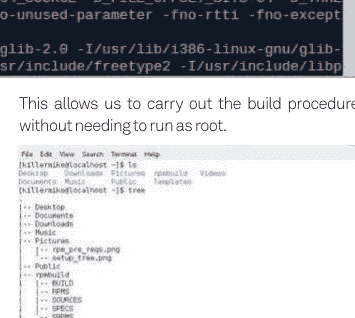 o-unused-parameter -fno-rtti -fno-except
glib-2.0 -I/usr/lib/i386-linux-gnu/glib-
sr/include/freetype2 -I/usr/include/libp
This allows us to carry out the build procedure
without needing to run as root.
File Edit View Search Terminal Help
[killermike@localhost ~]$ ls
Desktop Downloads Pictures rpmbuild Videos
Documents Music Public Templates
[killermike@localhost ~]$ tree
.
|-- Desktop
|-- Documents
|-- Downloads
|-- Music
|-- Pictures
| |-- rpm_pre_reqs.png
| `-- setup_tree.png
|-- Public
|-- rpmbuild
| |-- BUILD
| |-- RPMS
| |-- SOURCES
| |-- SPECS
| `-- SRPMS